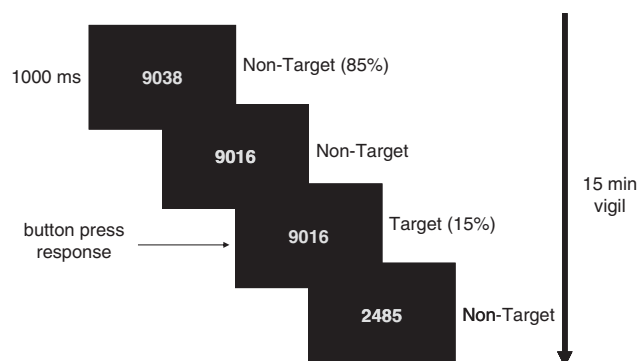 9038
Non-Target (85%)
1000 ms
9016
Non-Target
15 min
vigil
9016
Target (15%)
button press
response
2485
Non-Target